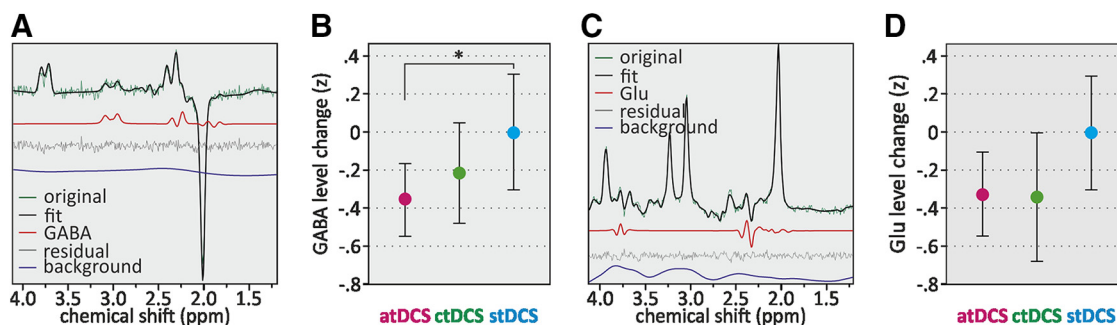 A
original
fit
GABA
residual
background
4.0 3.5 3.0 2.5 2.0 1.5
chemical shift (ppm)
B
GABA level change (z)
.4
.2
0
-.2
-.4
-.6
-.8
*
atDCS ctDCS stDCS
C
original
fit
Glu
residual
background
4.0 3.5 3.0 2.5 2.0 1.5
chemical shift (ppm)
D
Glu level change (z)
.4
.2
0
-.2
-.4
-.6
-.8
atDCS ctDCS stDCS